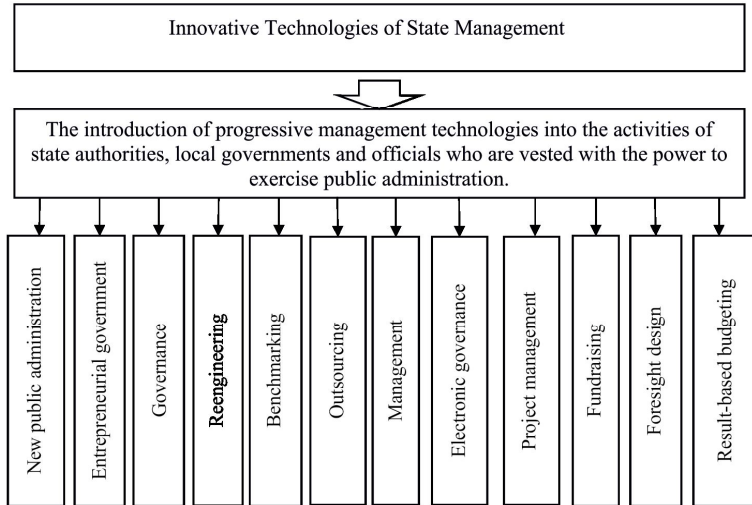 Innovative Technologies of State Management
The introduction of progressive management technologies into the activities of
state authorities, local governments and officials who are vested with the power to
exercise public administration.
New public administration
Entrepreneurial government
Governance
Reengineering
Benchmarking
Outsourcing
Management
Electronic governance
Project management
Fundraising
Foresight design
Result-based budgeting